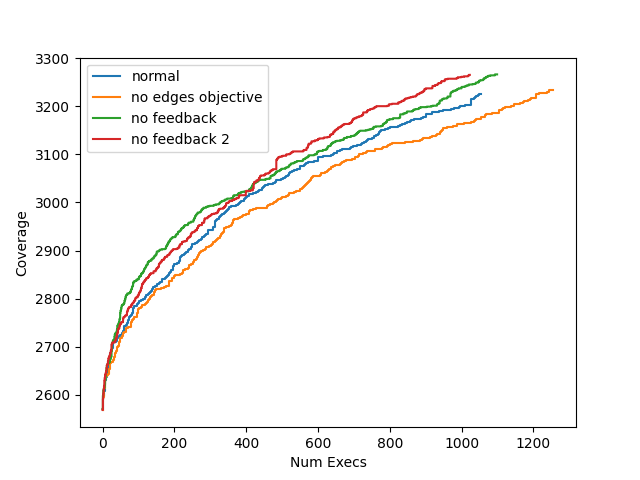 3300
3200
3100
3000
2900
2800
2700
2600
Coverage
normal
no edges objective
no feedback
no feedback 2
0 200 400 600 800 1000 1200
Num Execs